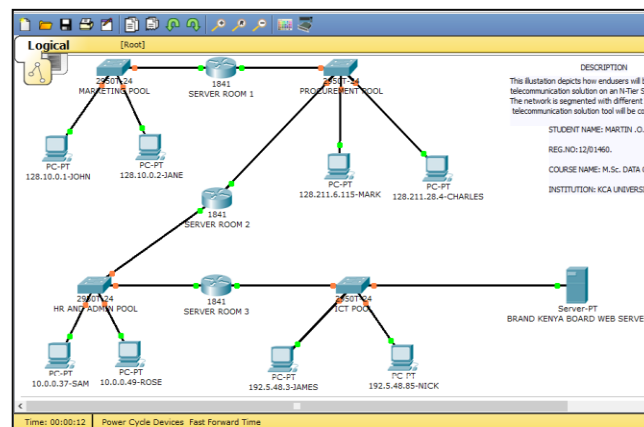 Logical
[Root]
DESCRIPTION
This illustation depicts how endusers will b
telecommunication solution on an N-Tier S
The network is segmented with different
telecommunication solution tool will be co
STUDENT NAME: MARTIN .O.
REG.NO: 12/01460.
COURSE NAME: M.Sc. DATA
INSTITUTION: KCA UNIVERS
2950T-24
MARKETING POOL
1841
SERVER ROOM 1
2950T-24
PROCUREMENT POOL
PC-PT
128.10.0.1-JOHN
PC-PT
128.10.0.2-JANE
PC-PT
128.211.6.115-MARK
PC-PT
128.211.28.4-CHARLES
1841
SERVER ROOM 2
2950T-24
HR AND ADMIN POOL
1841
SERVER ROOM 3
2950T-24
ICT POOL
Server-PT
BRAND KENYA BOARD WEB SERVE
PC-PT
10.0.0.37-SAM
PC-PT
10.0.0.49-ROSE
PC-PT
192.5.48.3-JAMES
PC-PT
192.5.48.85-NICK
Time: 00:00:12
Power Cycle Devices Fast Forward Time